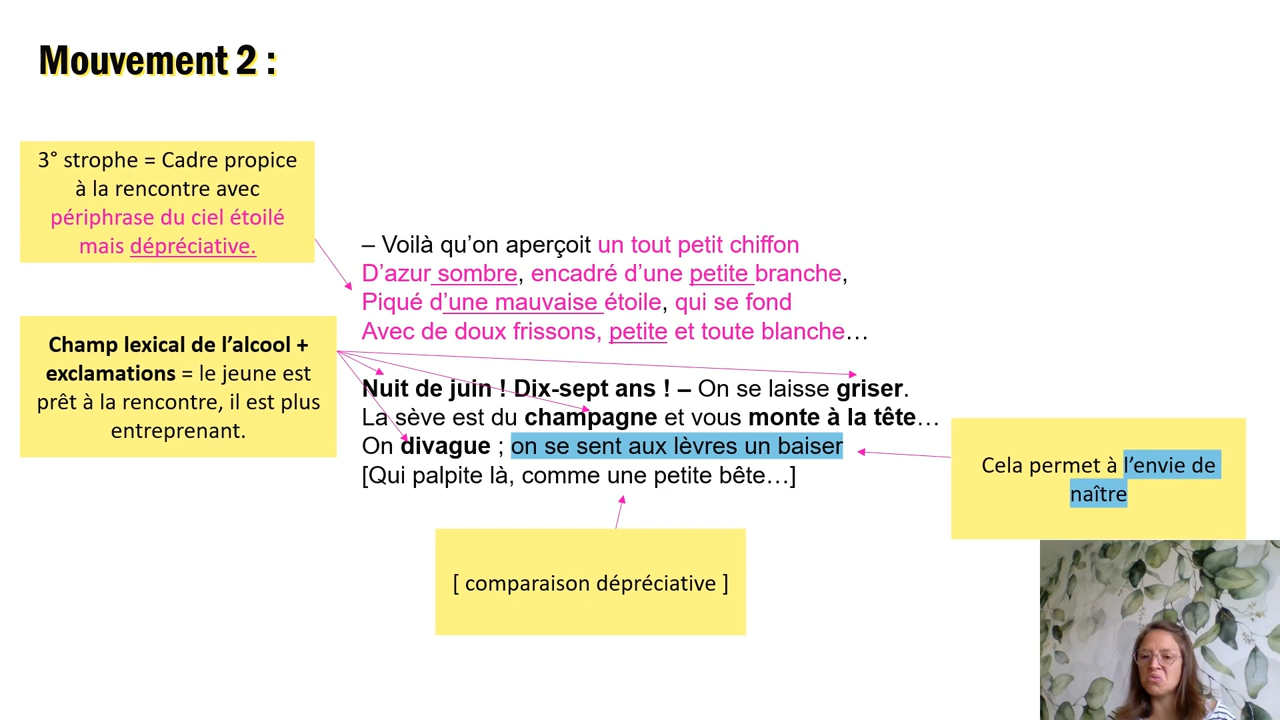 Mouvement 2 :
3° strophe = Cadre propice
à la rencontre avec
périphrase du ciel étoilé
mais dépréciative.
– Voilà qu’on aperçoit un tout petit chiffon
D’azur sombre, encadré d’une petite branche,
Piqué d’une mauvaise étoile, qui se fond
Avec de doux frissons, petite et toute blanche…
Champ lexical de l’alcool +
exclamations = le jeune est
prêt à la rencontre, il est plus
entreprenant.
Nuit de juin ! Dix-sept ans ! – On se laisse griser.
La sève est du champagne et vous monte à la tête…
On divague ; on se sent aux lèvres un baiser
[Qui palpite là, comme une petite bête…]
Cela permet à l’envie de
naître
[ comparaison dépréciative ]